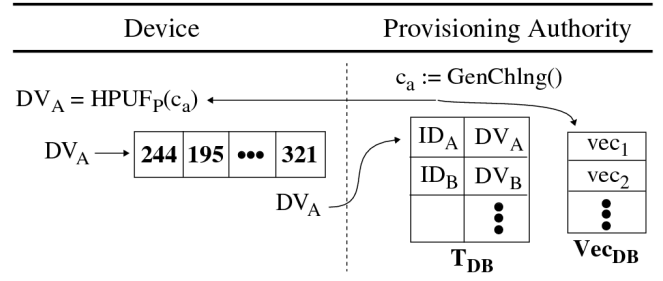 Device Provisioning Authority
c_a := GenChlng()
DV_A = HPUF_P(c_a)
DV_A 244 195 ••• 321
ID_A DV_A
ID_B DV_B
vec_1
vec_2
DV_A
T_DB
Vec_DB